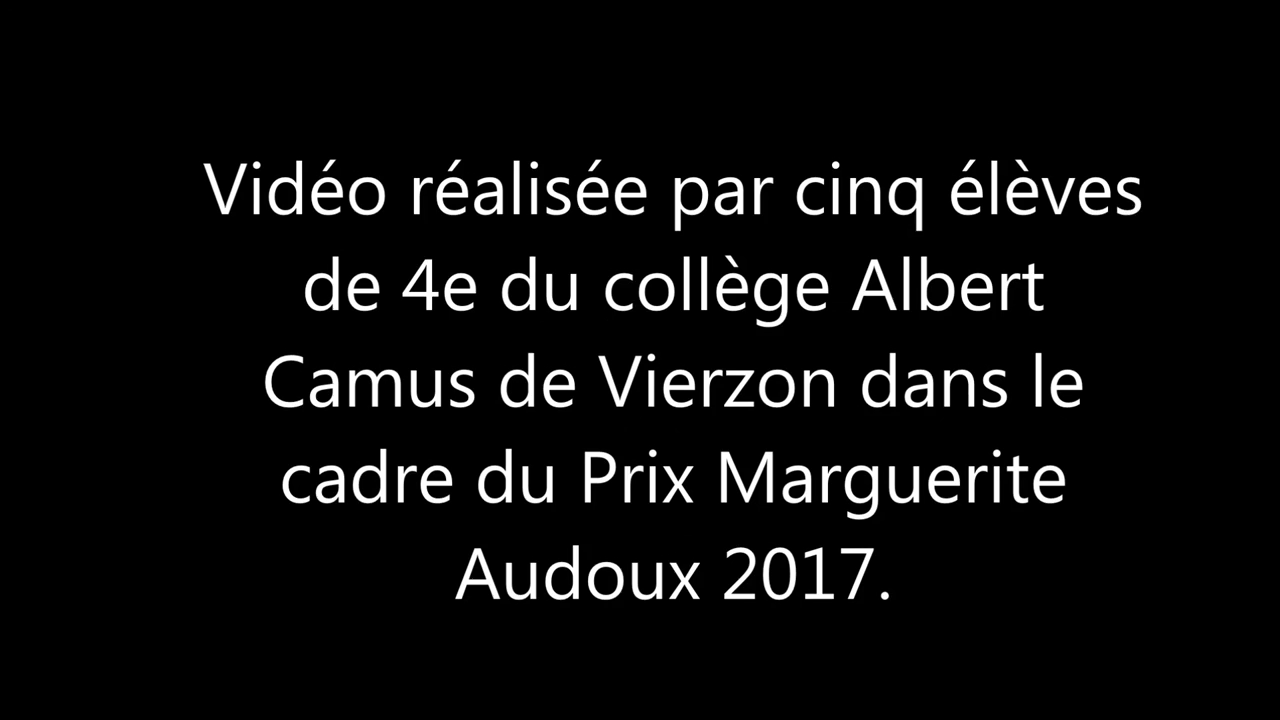 Vidéo réalisée par cinq élèves
de 4e du collège Albert
Camus de Vierzon dans le
cadre du Prix Marguerite
Audoux 2017.